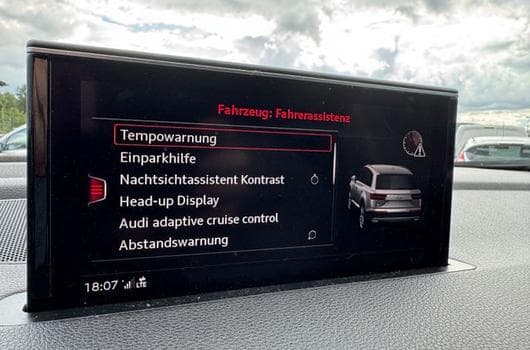 Fahrzeug: Fahrerassistenz
Tempowarnung
Einparkhilfe
Nachtsichtassistent Kontrast
Head-up Display
Audi adaptive cruise control
Abstandswarnung
18:07 LTE